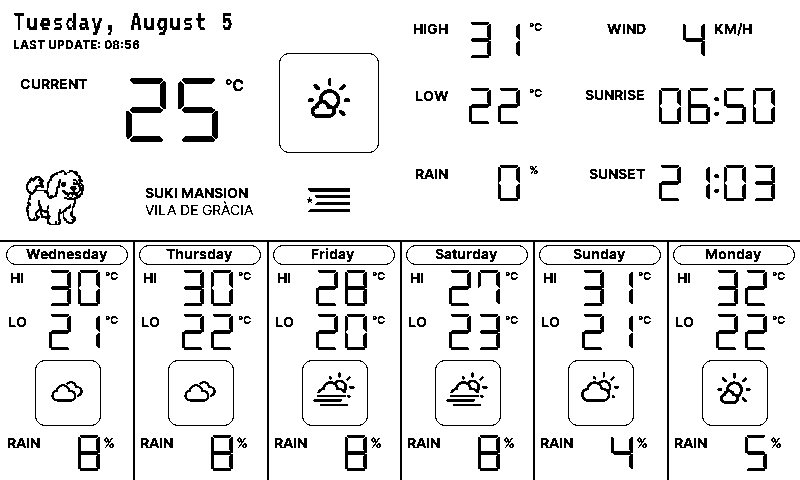 Tuesday, August 5
LAST UPDATE: 08:56
CURRENT 25 °C
SUKI MANSION
VILA DE GRÀCIA
HIGH 31 °C
LOW 22 °C
RAIN 0 %
WIND 4 KM/H
SUNRISE 06:50
SUNSET 21:03
Wednesday
HI 30 °C
LO 21 °C
RAIN 8 %
Thursday
HI 30 °C
LO 22 °C
RAIN 8 %
Friday
HI 28 °C
LO 20 °C
RAIN 8 %
Saturday
HI 27 °C
LO 23 °C
RAIN 8 %
Sunday
HI 31 °C
LO 21 °C
RAIN 4 %
Monday
HI 32 °C
LO 22 °C
RAIN 5 %